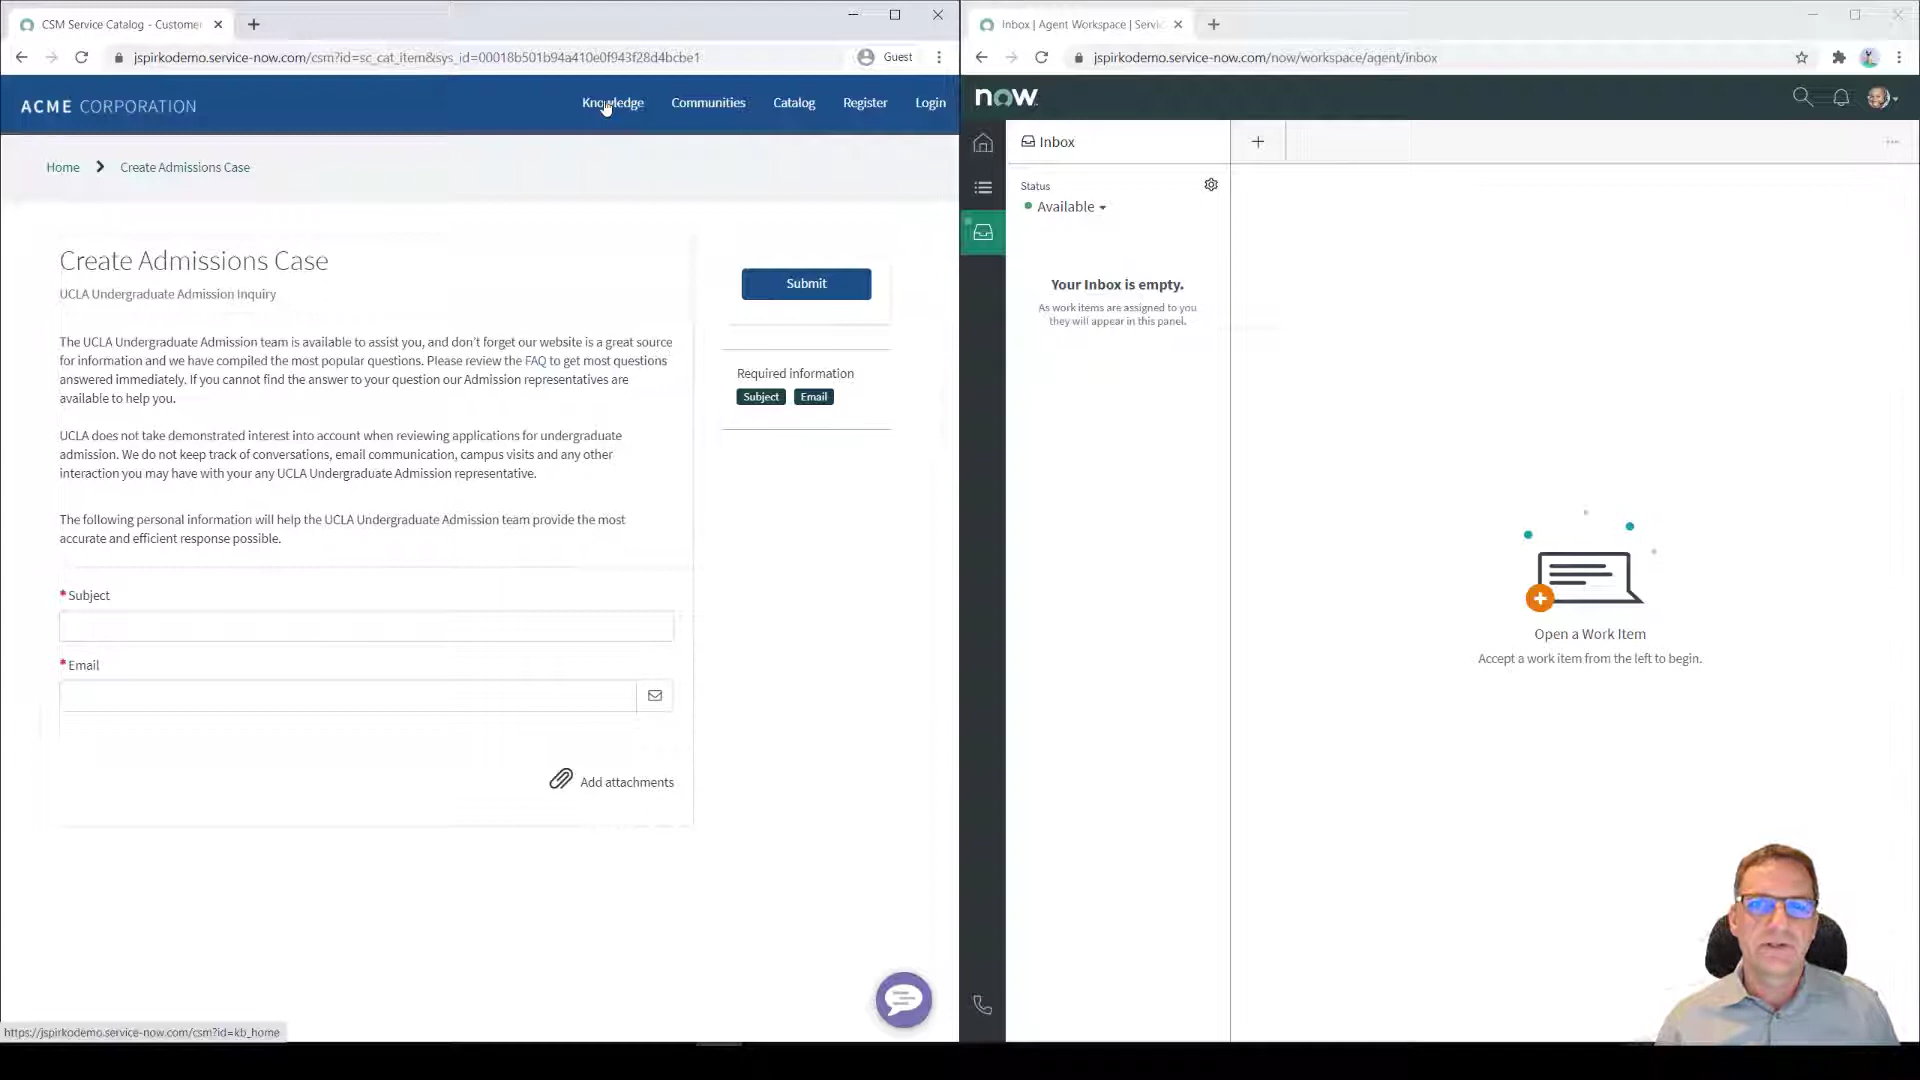 CSM Service Catalog - Custome
jspirkodemo.service-now.com/csm?id=sc_cat_item&sys_id=00018b501b94a410e0f943f28d4bcbe1
Guest
ACME CORPORATION
Knowledge
Communities
Catalog
Register
Login
Home
Create Admissions Case
Create Admissions Case
UCLA Undergraduate Admission Inquiry
The UCLA Undergraduate Admission team is available to assist you, and don't forget our website is a great source
for information and we have compiled the most popular questions. Please review the FAQ to get most questions
answered immediately. If you cannot find the answer to your question our Admission representatives are
available to help you.
UCLA does not take demonstrated interest into account when reviewing applications for undergraduate
admission. We do not keep track of conversations, email communication, campus visits and any other
interaction you may have with your any UCLA Undergraduate Admission representative.
The following personal information will help the UCLA Undergraduate Admission team provide the most
accurate and efficient response possible.
* Subject
* Email
Add attachments
Submit
Required information
Subject
Email
https://jspirkodemo.service-now.com/csm?id=kb_home
Inbox | Agent Workspace | Servic
jspirkodemo.service-now.com/now/workspace/agent/inbox
now
Inbox
Status
Available
Your Inbox is empty.
As work items are assigned to you
they will appear in this panel.
Open a Work Item
Accept a work item from the left to begin.